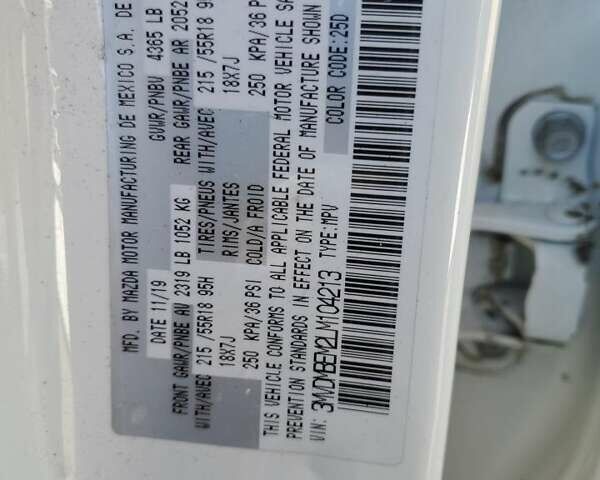 MFD. BY MAZDA MOTOR MANUFACTURING DE MEXICO S.A. DE
DATE 11/19 GVWR/PNBV 4365 LB
FRONT GAWR/PNBE AV 2319 LB 1052 KG REAR GAWR/PNBE AR 2052
WITH/AVEC 215 /55R18 95H TIRES/PNEUS WITH/AVEC 215 /55R18
18X7J RIMS/JANTES 18X7J
250 KPA/36 PSI COLD/A FROID 250 KPA/36
THIS VEHICLE CONFORMS TO ALL APPLICABLE FEDERAL MOTOR VEHICLE
PREVENTION STANDARDS IN EFFECT ON THE DATE OF MANUFACTURE SHOWN
VIN: 3MVDMBEM2LM104213 TYPE:MPV COLOR CODE:25D